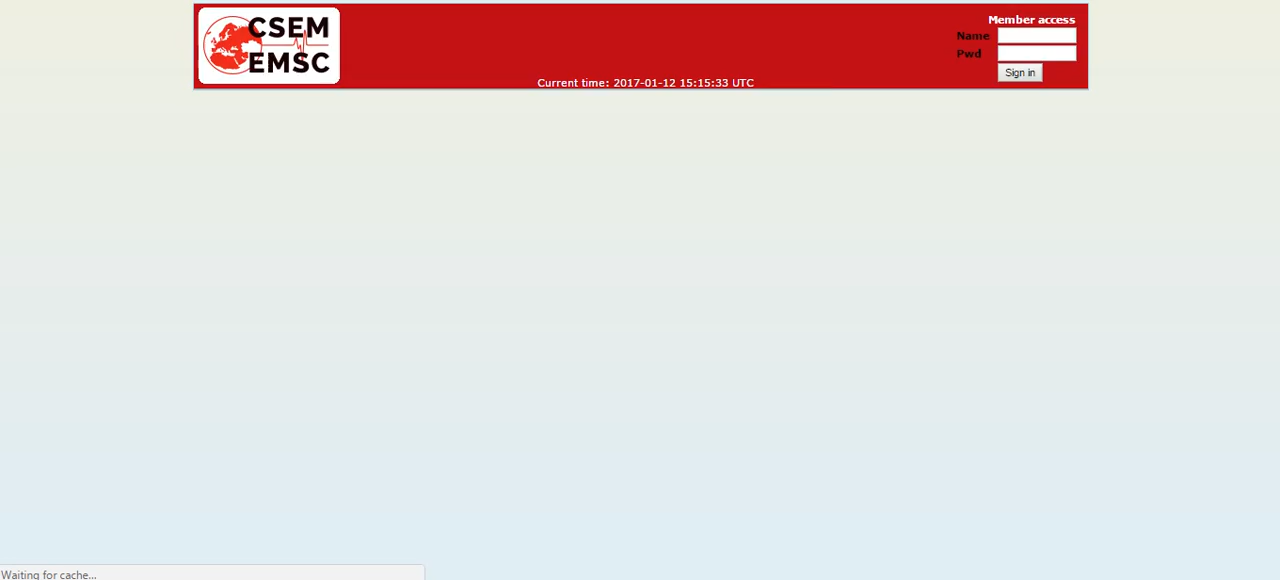 CSEM
EMSC
Member access
Name
Pwd
Sign in
Current time: 2017-01-12 15:15:33 UTC
Waiting for cache...